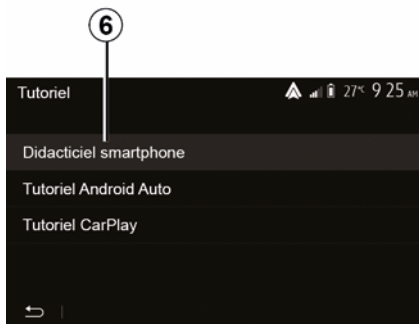 6
Tutoriel 27°C 9 25 AM
Didacticiel smartphone
Tutoriel Android Auto
Tutoriel CarPlay